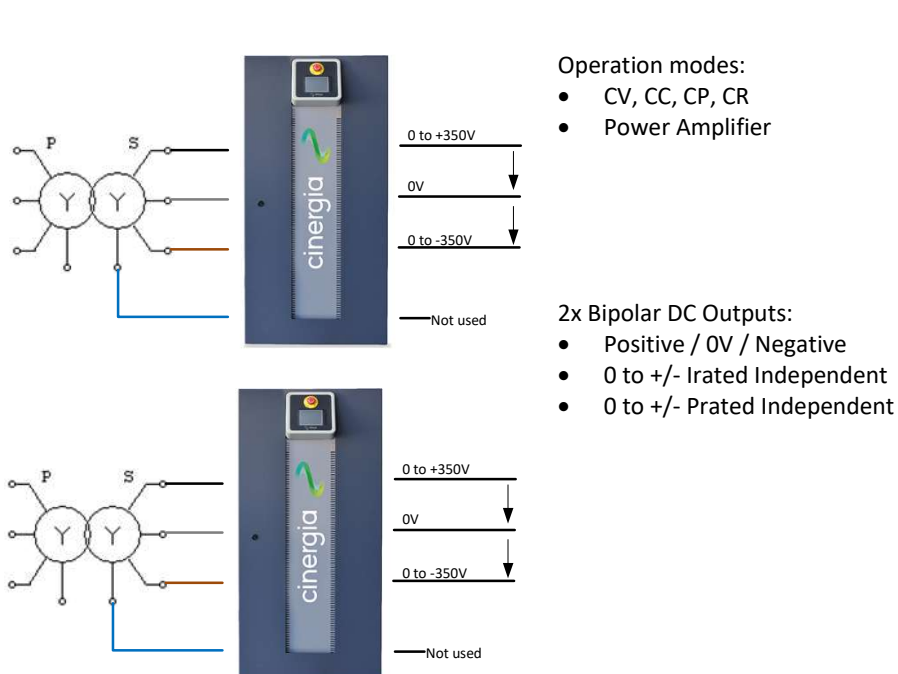 Operation modes:
• CV, CC, CP, CR
• Power Amplifier
P
S
cinergia
0 to +350V
0V
0 to -350V
Not used
2x Bipolar DC Outputs:
• Positive / 0V / Negative
• 0 to +/- Irated Independent
• 0 to +/- Prated Independent
P
S
cinergia
0 to +350V
0V
0 to -350V
Not used